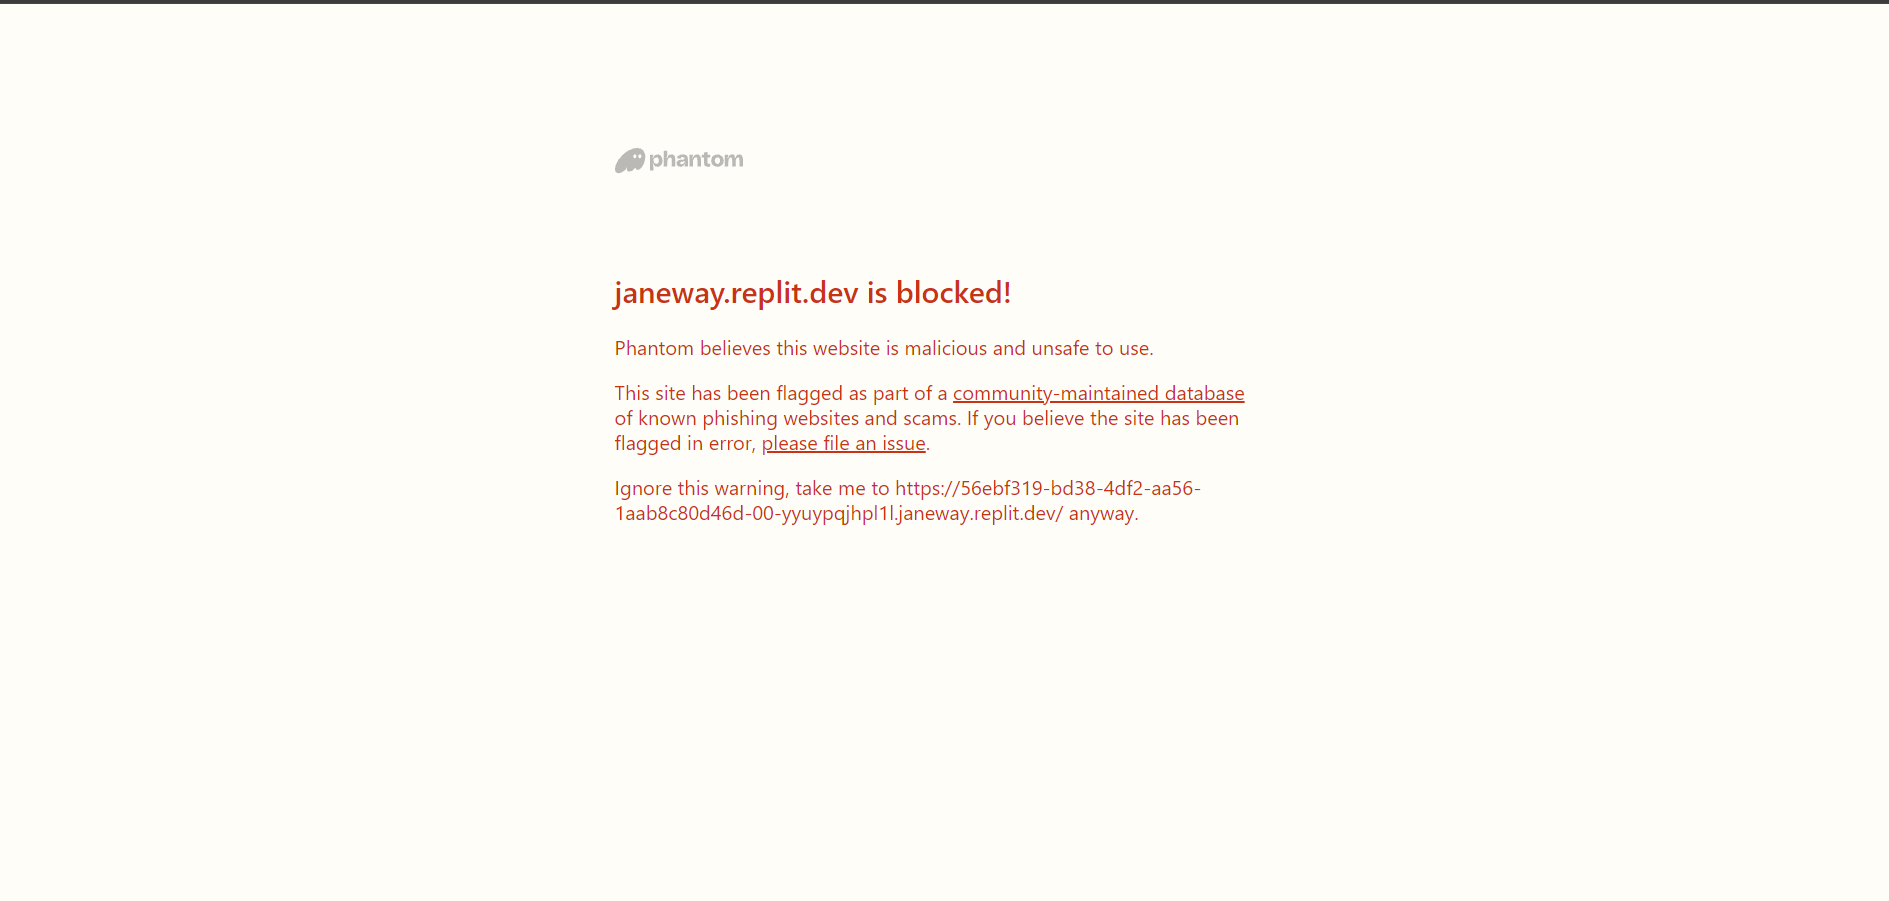 phantom
janeway.replit.dev is blocked!
Phantom believes this website is malicious and unsafe to use.
This site has been flagged as part of a community-maintained database
of known phishing websites and scams. If you believe the site has been
flagged in error, please file an issue.
Ignore this warning, take me to https://56ebf319-bd38-4df2-aa56-
1aab8c80d46d-00-yyuypqjhpl1l.janeway.replit.dev/ anyway.